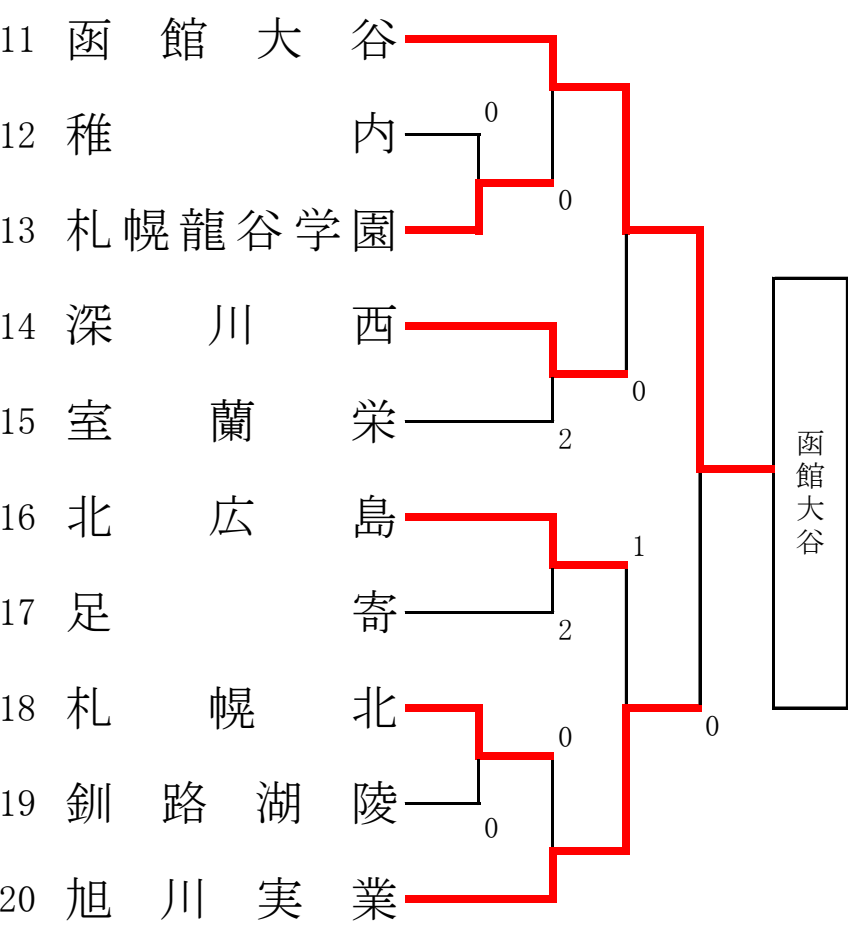 11 函館大谷
0
12 稚内
0
13 札幌龍谷学園
14 深川西
0
15 室蘭栄
2
函館大谷
16 北広島
1
17 足寄
2
18 札幌北
0
0
19 釧路湖陵
0
20 旭川実業